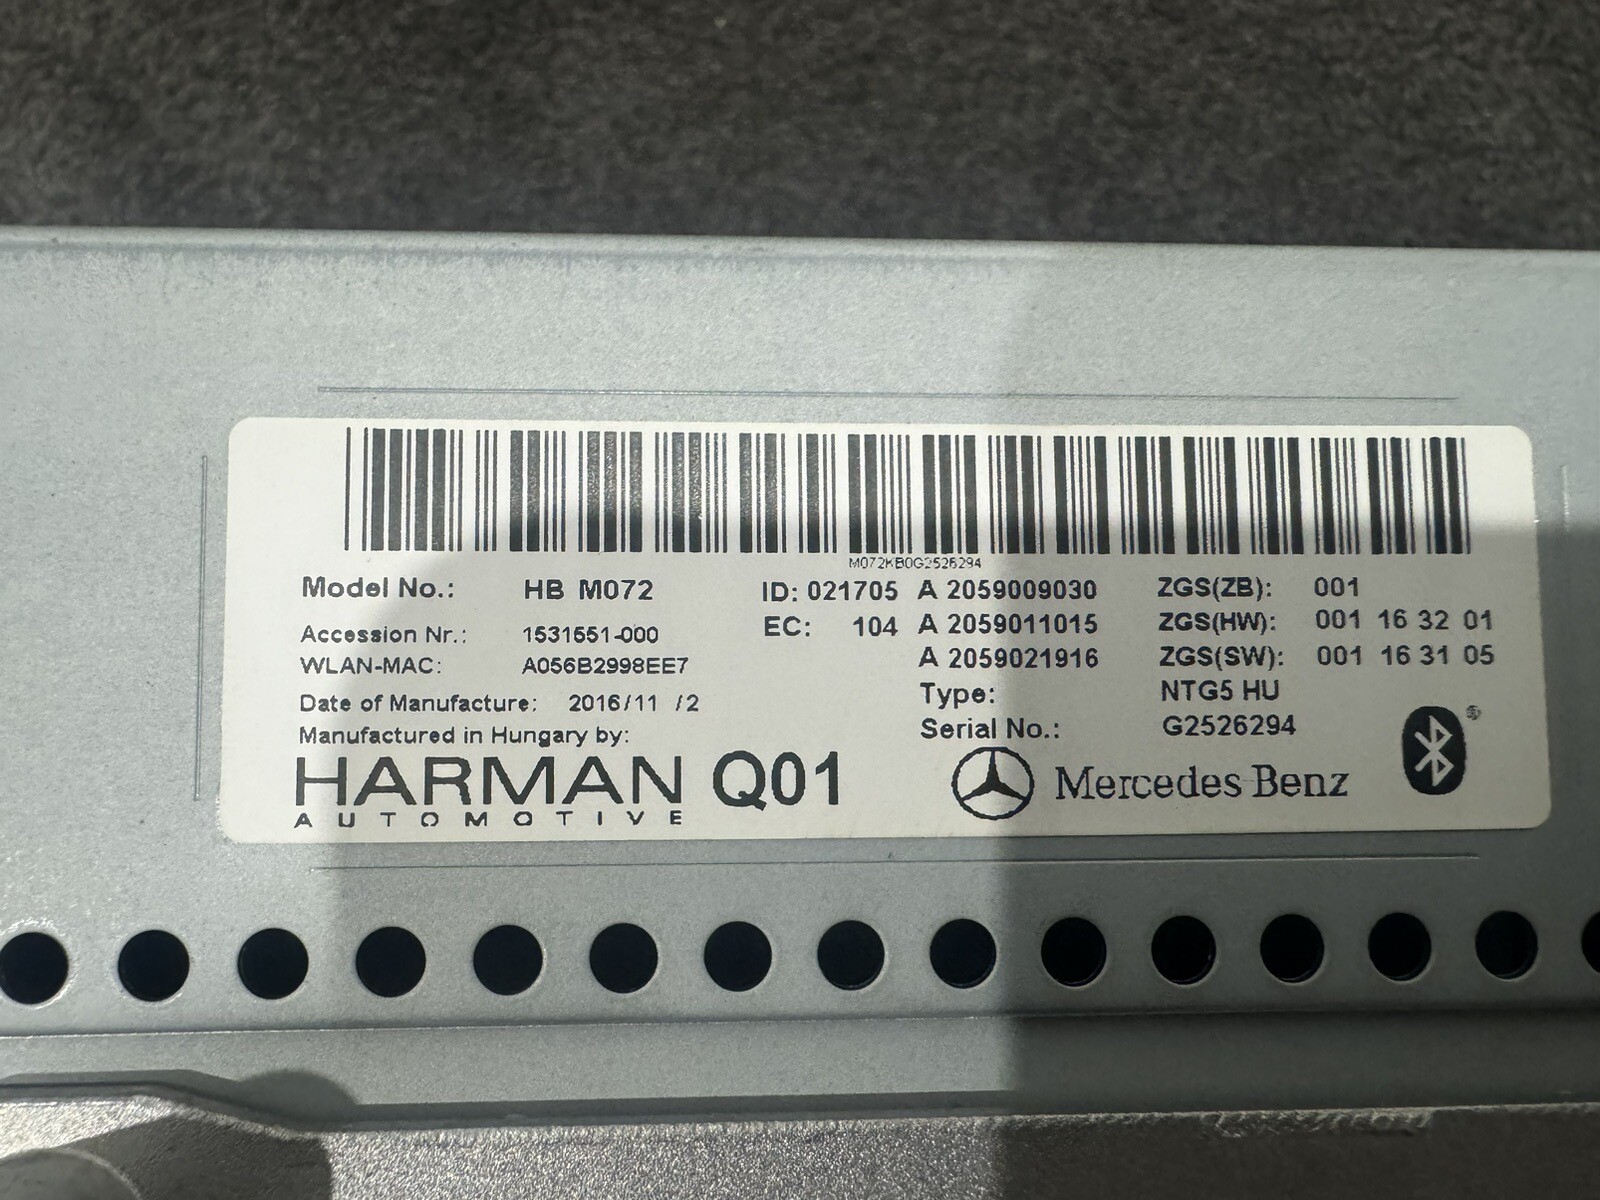 M072KB0G2526294
Model No.: HB M072 ID: 021705 A 2059009030 ZGS(ZB): 001
EC: 104 A 2059011015 ZGS(HW): 001 16 32 01
Accession Nr.: 1531551-000
WLAN-MAC: A056B2998EE7 A 2059021916 ZGS(SW): 001 16 31 05
Date of Manufacture: 2016/11 /2 Type: NTG5 HU
Manufactured in Hungary by: Serial No.: G2526294
HARMAN Q01 Mercedes-Benz
AUTOMOTIVE